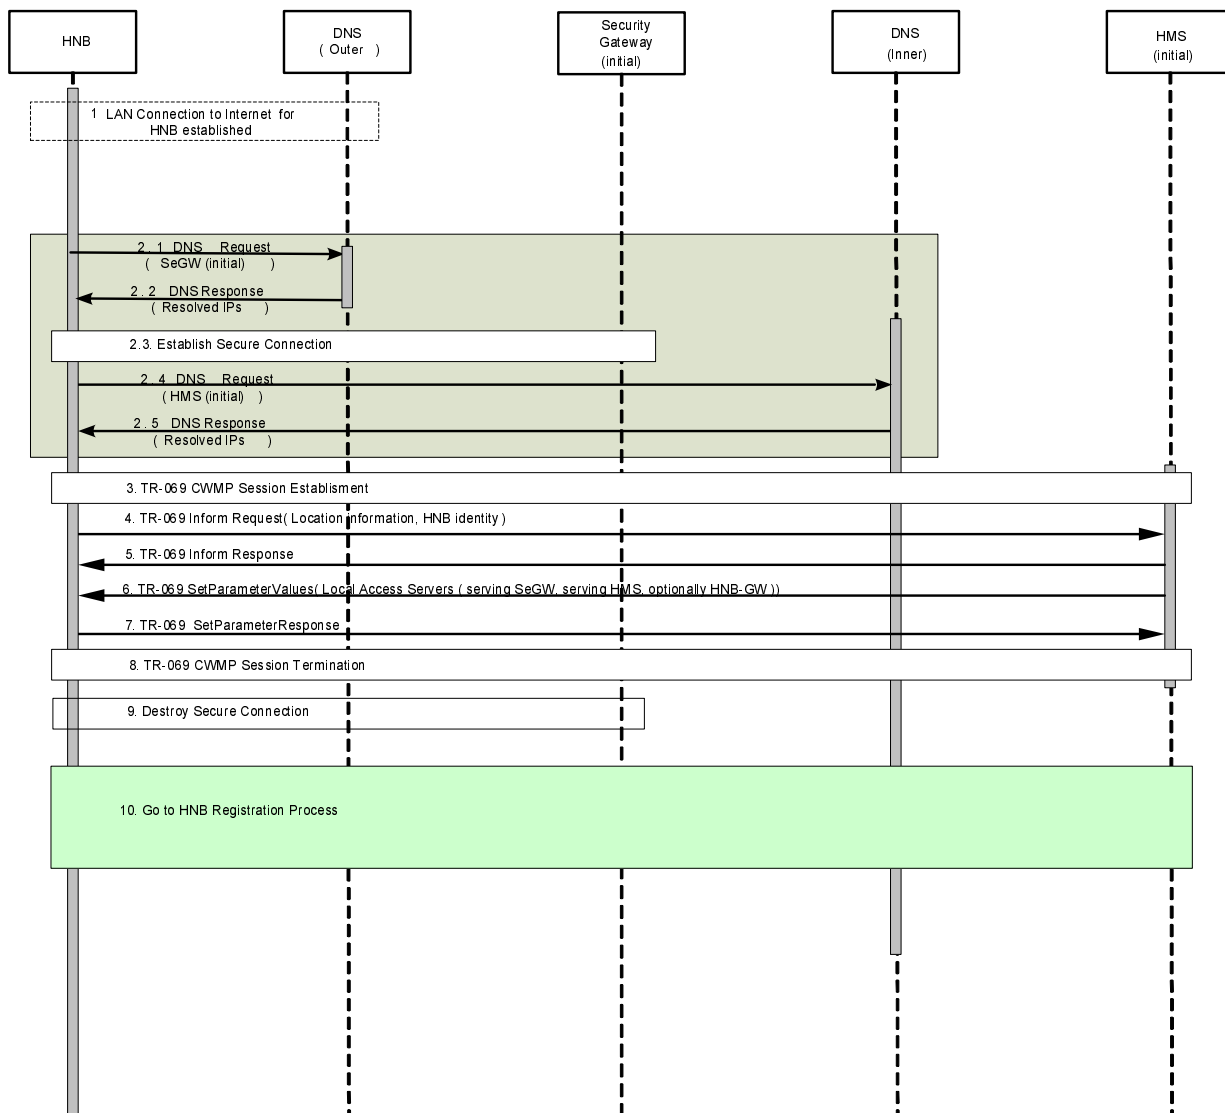 HNB
DNS
( Outer )
Security
Gateway
(initial)
DNS
(Inner)
HMS
(initial)
1 LAN Connection to Internet for
HNB established
2 . 1 DNS Request
( SeGW (initial) )
2 . 2 DNS Response
( Resolved IPs )
2.3. Establish Secure Connection
2 . 4 DNS Request
( HMS (initial) )
2 . 5 DNS Response
( Resolved IPs )
3. TR-069 CWMP Session Establisment
4. TR-069 Inform Request( Location information, HNB identity )
5. TR-069 Inform Response
6. TR-069 SetParameterValues( Local Access Servers ( serving SeGW, serving HMS, optionally HNB-GW ))
7. TR-069 SetParameterResponse
8. TR-069 CWMP Session Termination
9. Destroy Secure Connection
10. Go to HNB Registration Process